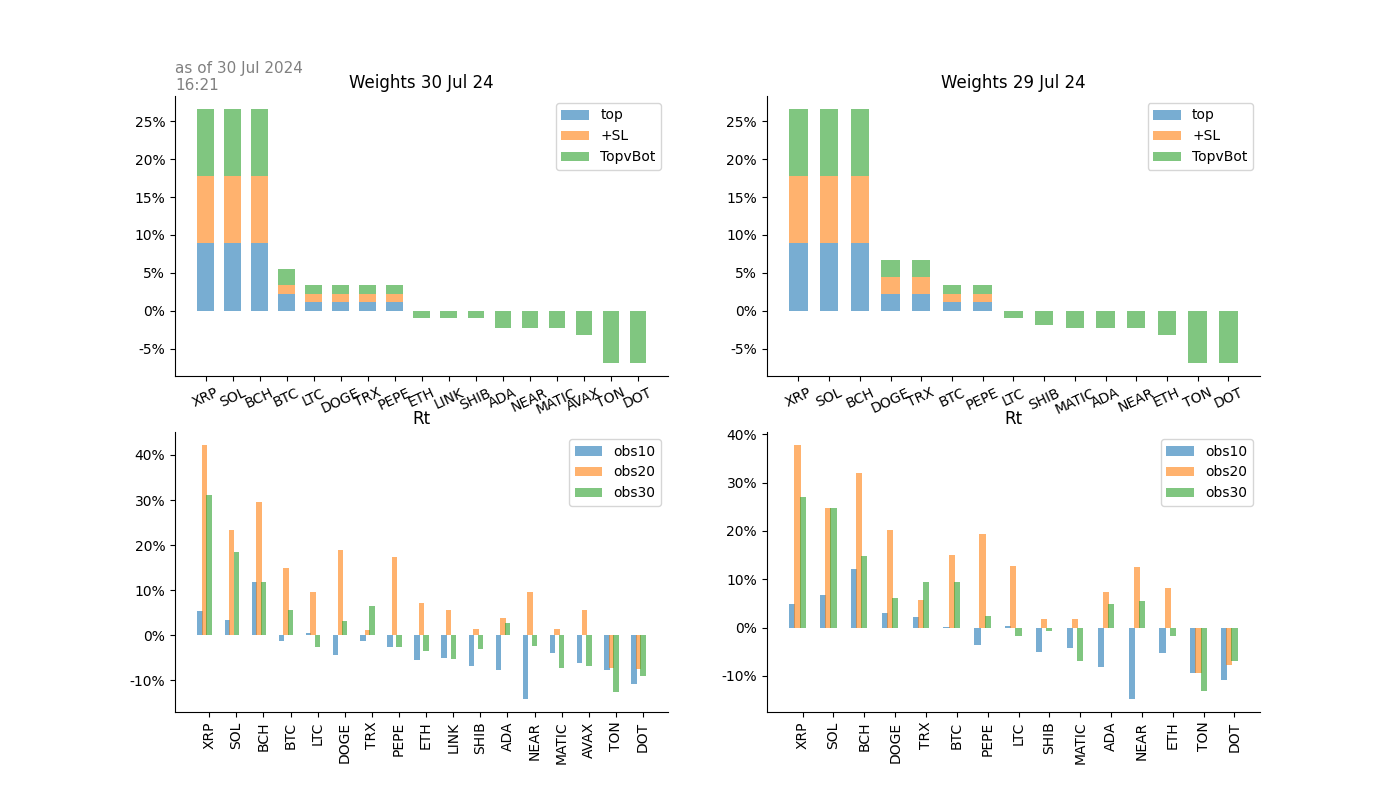 as of 30 Jul 2024
16:21
Weights 30 Jul 24
25%
20%
15%
10%
5%
0%
-5%
top
+SL
TopvBot
XRP SOL BCH BTC LTC DOGE TRX PEPE ETH LINK SHIB ADA NEAR MATIC AVAX TON DOT
Weights 29 Jul 24
25%
20%
15%
10%
5%
0%
-5%
top
+SL
TopvBot
XRP SOL BCH DOGE TRX BTC PEPE LTC SHIB MATIC ADA NEAR ETH TON DOT
Rt
40%
30%
20%
10%
0%
-10%
obs10
obs20
obs30
XRP SOL BCH BTC LTC DOGE TRX PEPE ETH LINK SHIB ADA NEAR MATIC AVAX TON DOT
Rt
40%
30%
20%
10%
0%
-10%
obs10
obs20
obs30
XRP SOL BCH DOGE TRX BTC PEPE LTC SHIB MATIC ADA NEAR ETH TON DOT